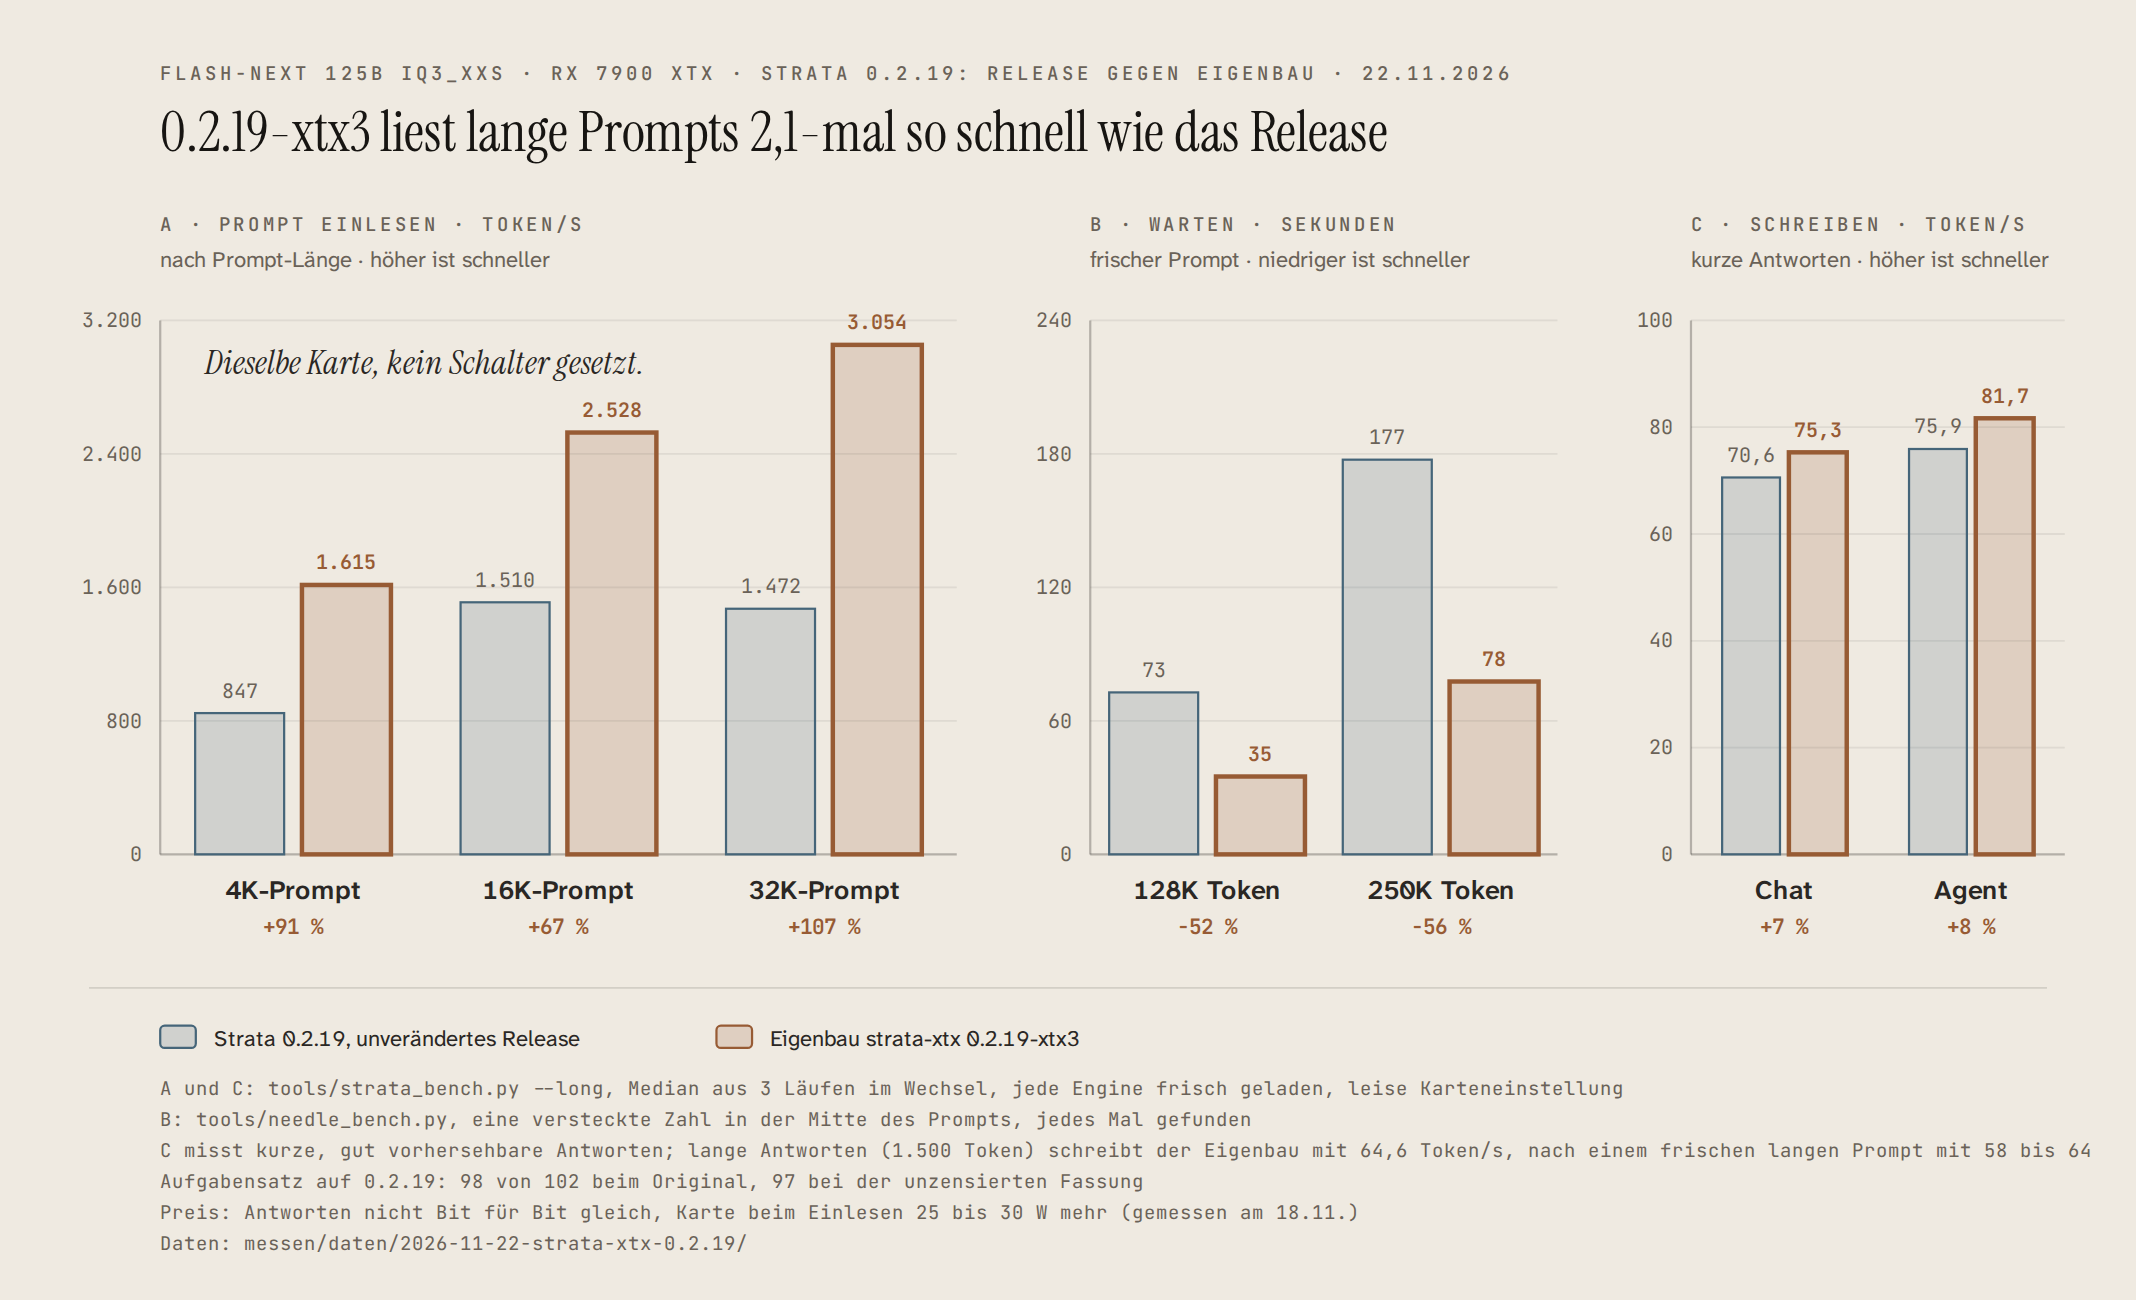 FLASH-NEXT 125B IQ3_XXS · RX 7900 XTX · STRATA 0.2.19: RELEASE GEGEN EIGENBAU · 22.11.2026
0.2.19-xtx3 liest lange Prompts 2,1-mal so schnell wie das Release
A · PROMPT EINLESEN · TOKEN/S
nach Prompt-Länge · höher ist schneller
3.200
2.400
1.600
800
0
Dieselbe Karte, kein Schalter gesetzt.
847
1.615
1.510
2.528
1.472
3.054
4K-Prompt
+91 %
16K-Prompt
+67 %
32K-Prompt
+107 %
B · WARTEN · SEKUNDEN
frischer Prompt · niedriger ist schneller
240
180
120
60
0
73
35
177
78
128K Token
-52 %
250K Token
-56 %
C · SCHREIBEN · TOKEN/S
kurze Antworten · höher ist schneller
100
80
60
40
20
0
70,6
75,3
75,9
81,7
Chat
+7 %
Agent
+8 %
Strata 0.2.19, unverändertes Release
Eigenbau strata-xtx 0.2.19-xtx3
A und C: tools/strata_bench.py --long, Median aus 3 Läufen im Wechsel, jede Engine frisch geladen, leise Karteneinstellung
B: tools/needle_bench.py, eine versteckte Zahl in der Mitte des Prompts, jedes Mal gefunden
C misst kurze, gut vorhersehbare Antworten; lange Antworten (1.500 Token) schreibt der Eigenbau mit 64,6 Token/s, nach einem frischen langen Prompt mit 58 bis 64
Aufgabensatz auf 0.2.19: 98 von 102 beim Original, 97 bei der unzensierten Fassung
Preis: Antworten nicht Bit für Bit gleich, Karte beim Einlesen 25 bis 30 W mehr (gemessen am 18.11.)
Daten: messen/daten/2026-11-22-strata-xtx-0.2.19/